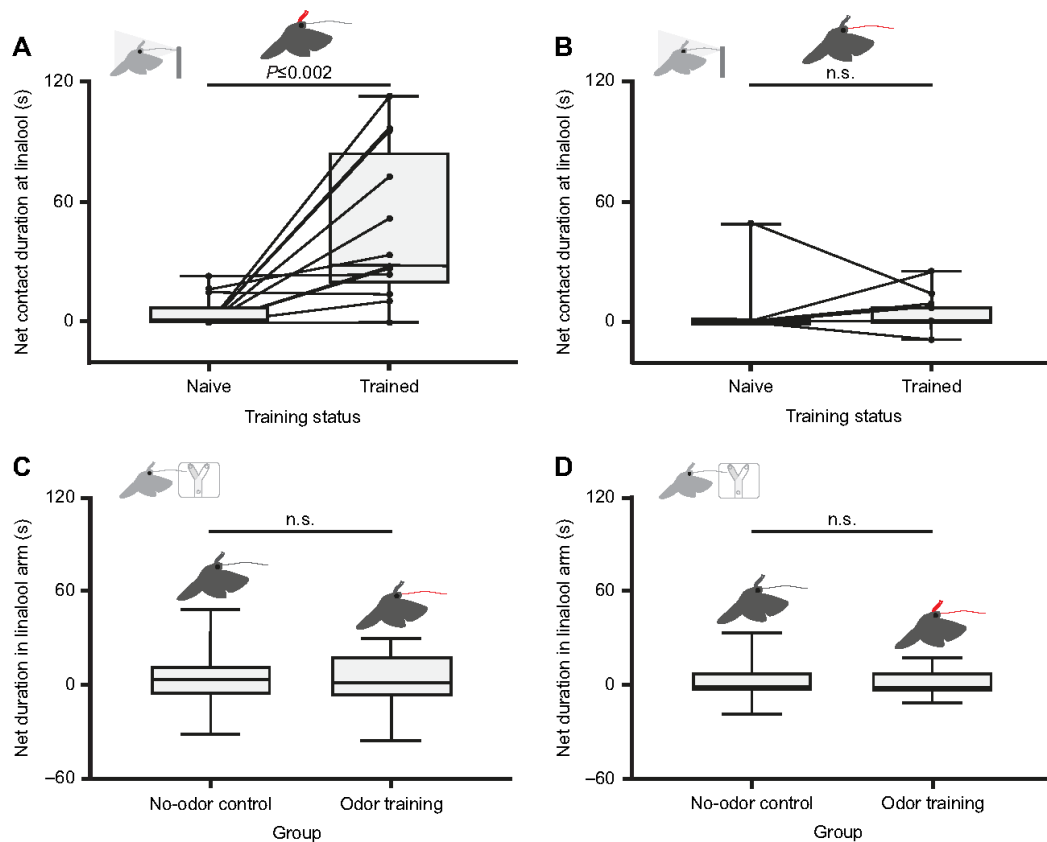 A
P≤0.002
120
60
0
Net contact duration at linalool (s)
Naive
Trained
Training status
B
n.s.
120
60
0
Net contact duration at linalool (s)
Naive
Trained
Training status
C
n.s.
120
60
0
–60
Net duration in linalool arm (s)
No-odor control
Odor training
Group
D
n.s.
120
60
0
–60
Net duration in linalool arm (s)
No-odor control
Odor training
Group